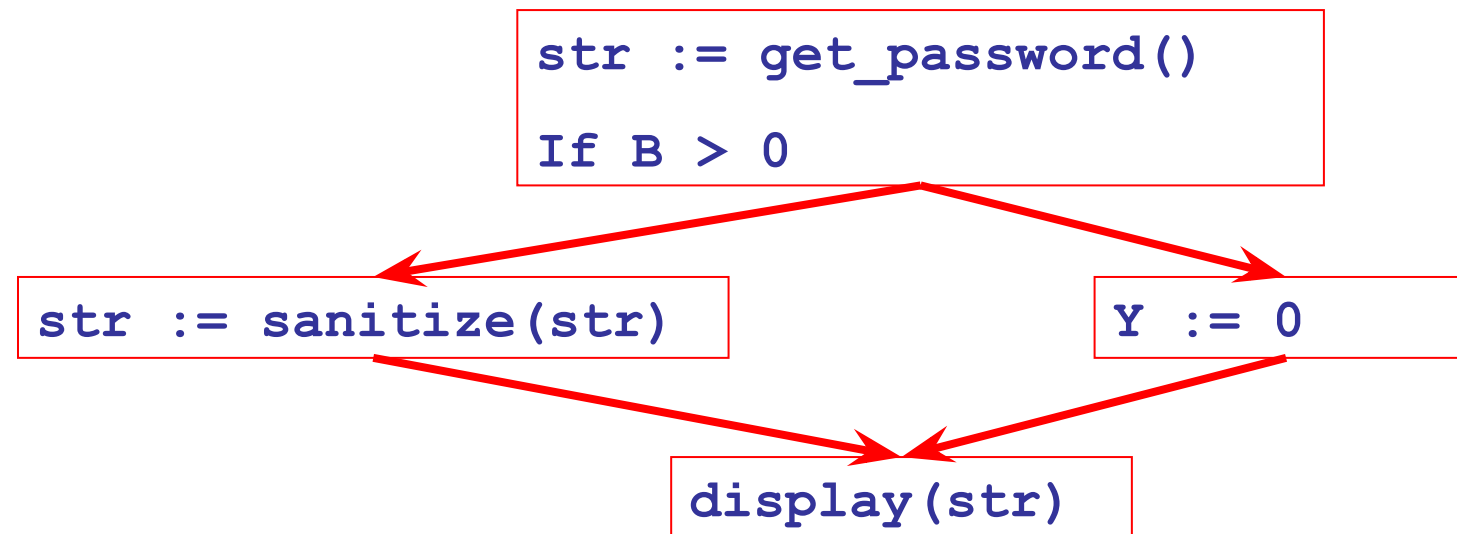 str := get_password()
If B > 0
str := sanitize(str)
Y := 0
display(str)